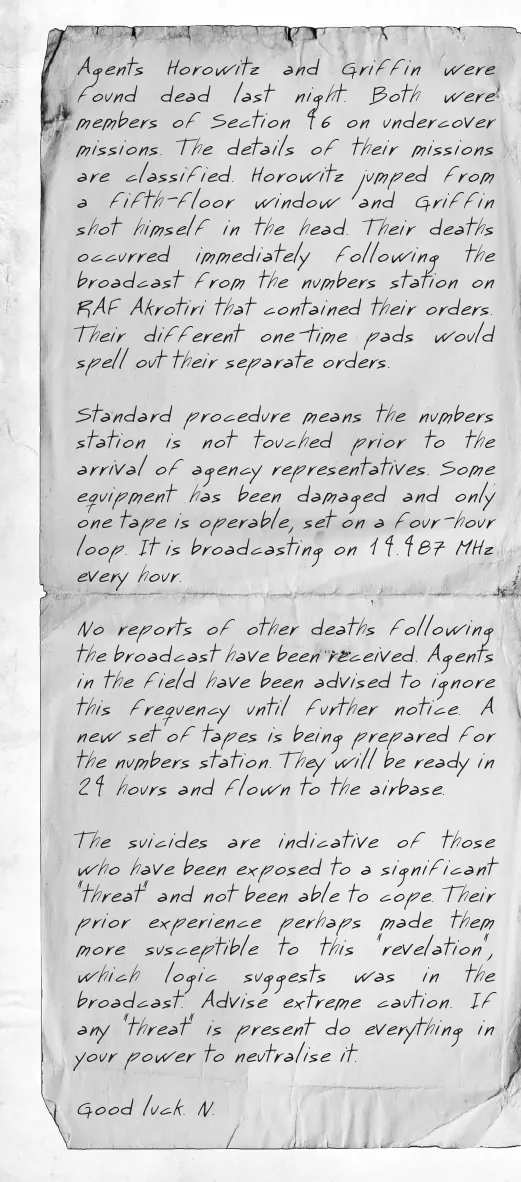 Agents Horowitz and Griffin were
found dead last night. Both were
members of Section 46 on undercover
missions. The details of their missions
are classified. Horowitz jumped from
a fifth-floor window and Griffin
shot himself in the head. Their deaths
occurred immediately following the
broadcast from the numbers station on
RAF Akrotiri that contained their orders.
Their different one-time pads would
spell out their separate orders.
Standard procedure means the numbers
station is not touched prior to the
arrival of agency representatives. Some
equipment has been damaged and only
one tape is operable, set on a four-hour
loop. It is broadcasting on 14.487 MHz
every hour.
No reports of other deaths following
the broadcast have been received. Agents
in the field have been advised to ignore
this frequency until further notice. A
new set of tapes is being prepared for
the numbers station. They will be ready in
24 hours and flown to the airbase.
The suicides are indicative of those
who have been exposed to a significant
"threat" and not been able to cope. Their
prior experience perhaps made them
more susceptible to this "revelation",
which logic suggests was in the
broadcast. Advise extreme caution. If
any "threat" is present do everything in
your power to neutralise it.
Good luck. N.